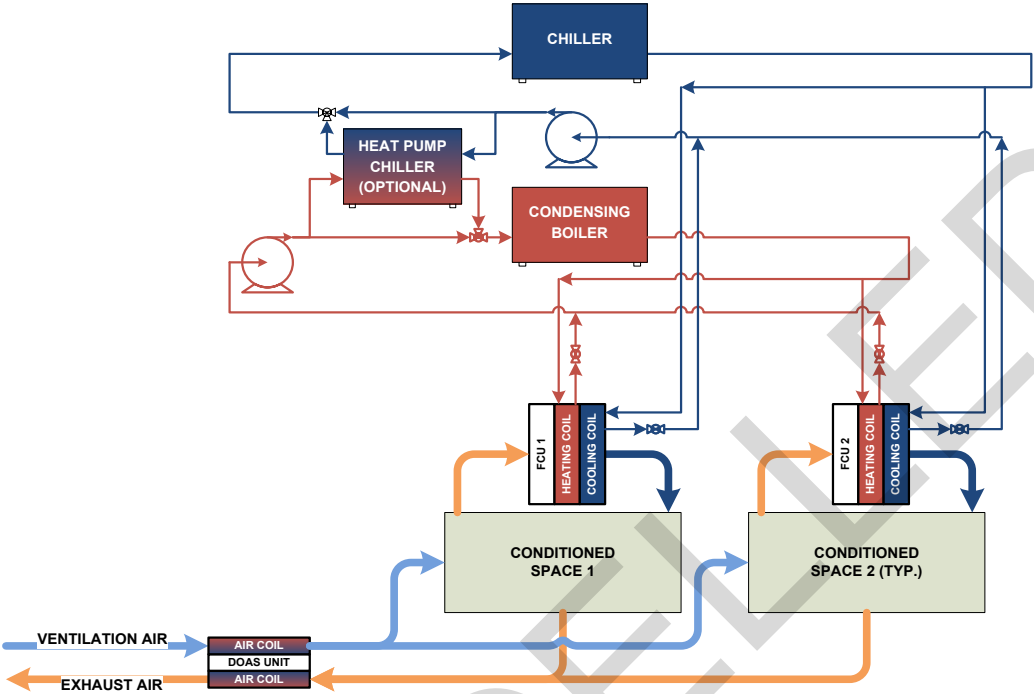 CHILLER
HEAT PUMP
CHILLER
(OPTIONAL)
CONDENSING
BOILER
FCU 1
HEATING COIL
COOLING COIL
FCU 2
HEATING COIL
COOLING COIL
CONDITIONED
SPACE 1
CONDITIONED
SPACE 2 (TYP.)
VENTILATION AIR
AIR COIL
DOAS UNIT
AIR COIL
EXHAUST AIR